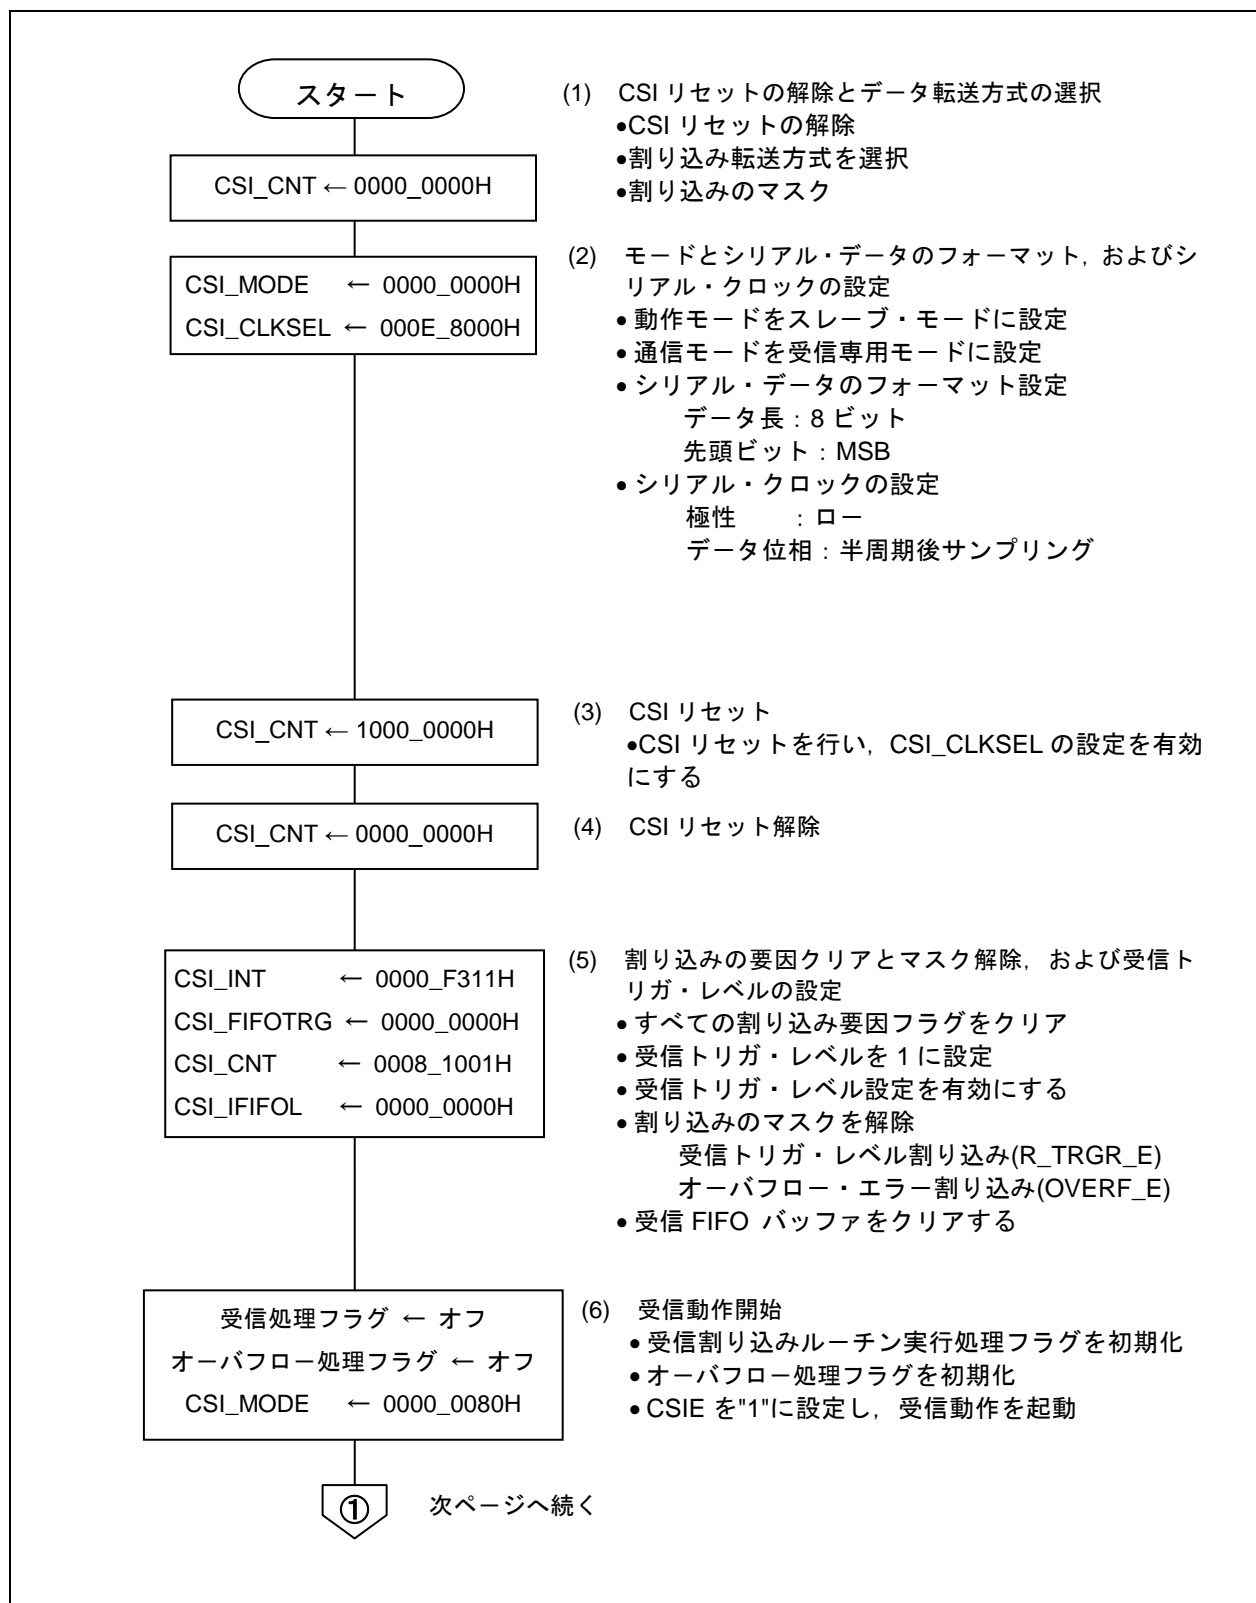 スタート
(1) CSI リセットの解除とデータ転送方式の選択
•CSI リセットの解除
•割り込み転送方式を選択
•割り込みのマスク
CSI_CNT ← 0000_0000H
(2) モードとシリアル・データのフォーマット，およびシ
リアル・クロックの設定
• 動作モードをスレーブ・モードに設定
• 通信モードを受信専用モードに設定
• シリアル・データのフォーマット設定
データ長：8 ビット
先頭ビット：MSB
• シリアル・クロックの設定
極性　　：ロー
データ位相：半周期後サンプリング
CSI_MODE ← 0000_0000H
CSI_CLKSEL ← 000E_8000H
CSI_CNT ← 1000_0000H
(3) CSI リセット
•CSI リセットを行い，CSI_CLKSEL の設定を有効
にする
CSI_CNT ← 0000_0000H
(4) CSI リセット解除
CSI_INT ← 0000_F311H
CSI_FIFOTRG ← 0000_0000H
CSI_CNT ← 0008_1001H
CSI_IFIFOL ← 0000_0000H
(5) 割り込みの要因クリアとマスク解除，および受信ト
リガ・レベルの設定
• すべての割り込み要因フラグをクリア
• 受信トリガ・レベルを 1 に設定
• 受信トリガ・レベル設定を有効にする
• 割り込みのマスクを解除
受信トリガ・レベル割り込み(R_TRGR_E)
オーバフロー・エラー割り込み(OVERF_E)
• 受信 FIFO バッファをクリアする
受信処理フラグ ← オフ
オーバフロー処理フラグ ← オフ
CSI_MODE ← 0000_0080H
(6) 受信動作開始
• 受信割り込みルーチン実行処理フラグを初期化
• オーバフロー処理フラグを初期化
• CSIE を"1"に設定し，受信動作を起動
① 次ページへ続く